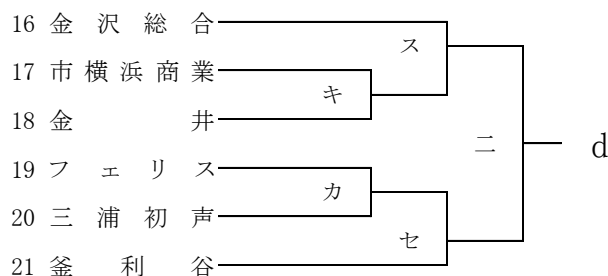 16 金沢総合
ス
17 市横浜商業
キ
18 金井
ニ
d
19 フェリス
カ
20 三浦初声
セ
21 釜利谷